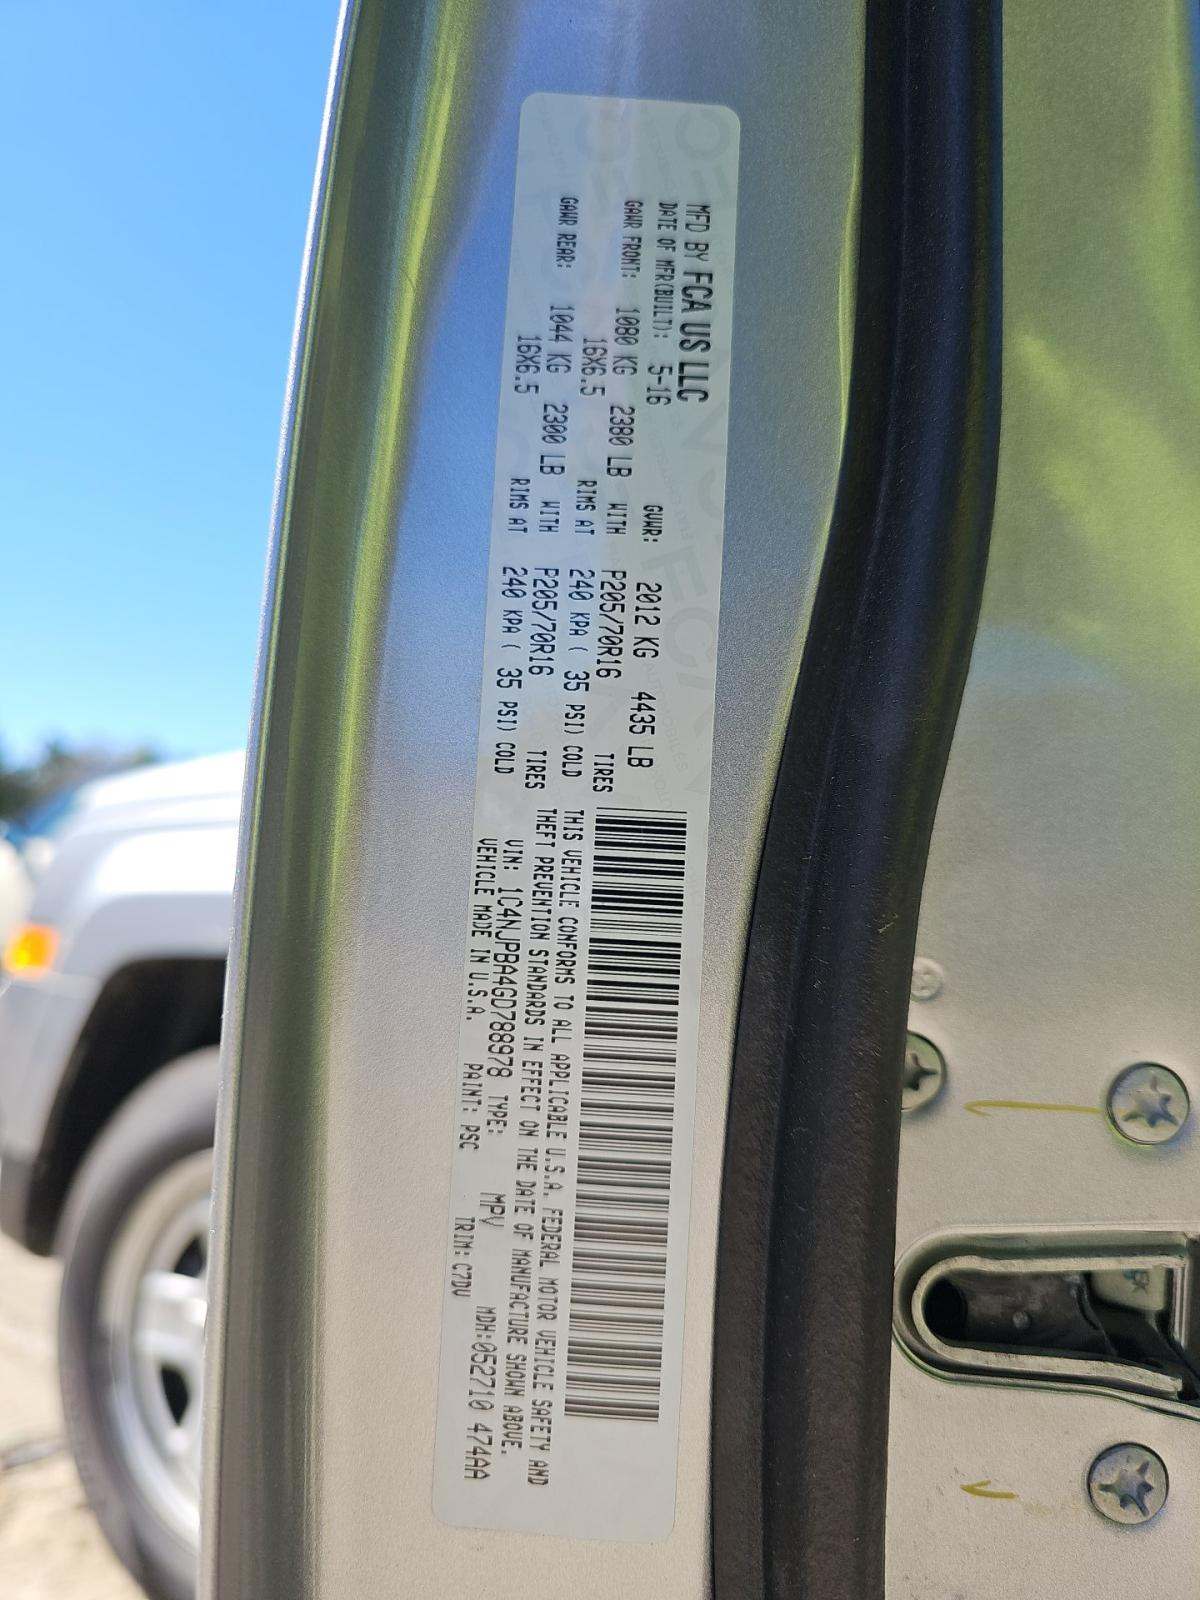 MFD BY FCA US LLC
DATE OF MFR(BUILT): 5-16 GVWR: 2012 KG 4435 LB
GAWR FRONT: 1080 KG 2380 LB WITH P205/70R16 TIRES
16X6.5 RIMS AT 240 KPA ( 35 PSI) COLD
GAWR REAR: 1044 KG 2300 LB WITH P205/70R16 TIRES
16X6.5 RIMS AT 240 KPA ( 35 PSI) COLD
THIS VEHICLE CONFORMS TO ALL APPLICABLE U.S.A. FEDERAL MOTOR VEHICLE SAFETY AND
THEFT PREVENTION STANDARDS IN EFFECT ON THE DATE OF MANUFACTURE SHOWN ABOVE.
VIN: 1C4NJPBA4GD788978 TYPE: MPV MDH:052710 474AA
VEHICLE MADE IN U.S.A. PAINT: PSC TRIM: C7DV